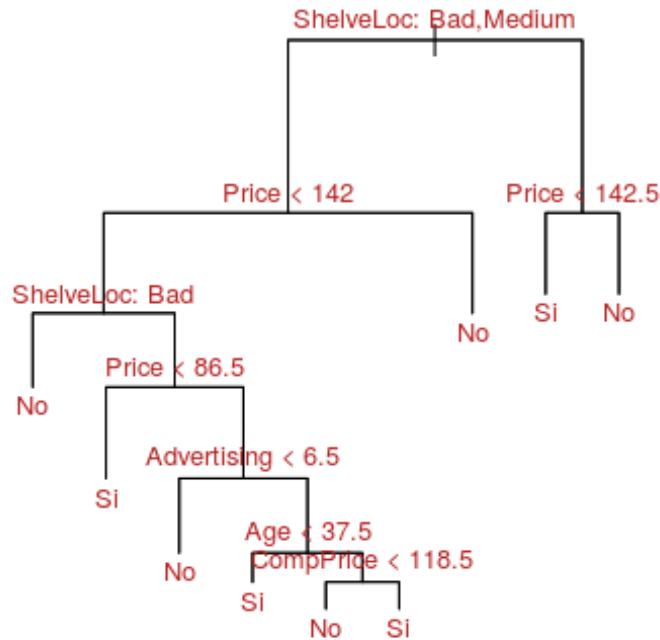 ShelveLoc: Bad,Medium
Price < 142
Price < 142.5
ShelveLoc: Bad
Si
No
No
Price < 86.5
No
Advertising < 6.5
Si
Age < 37.5
CompPrice < 118.5
No
Si
No
Si